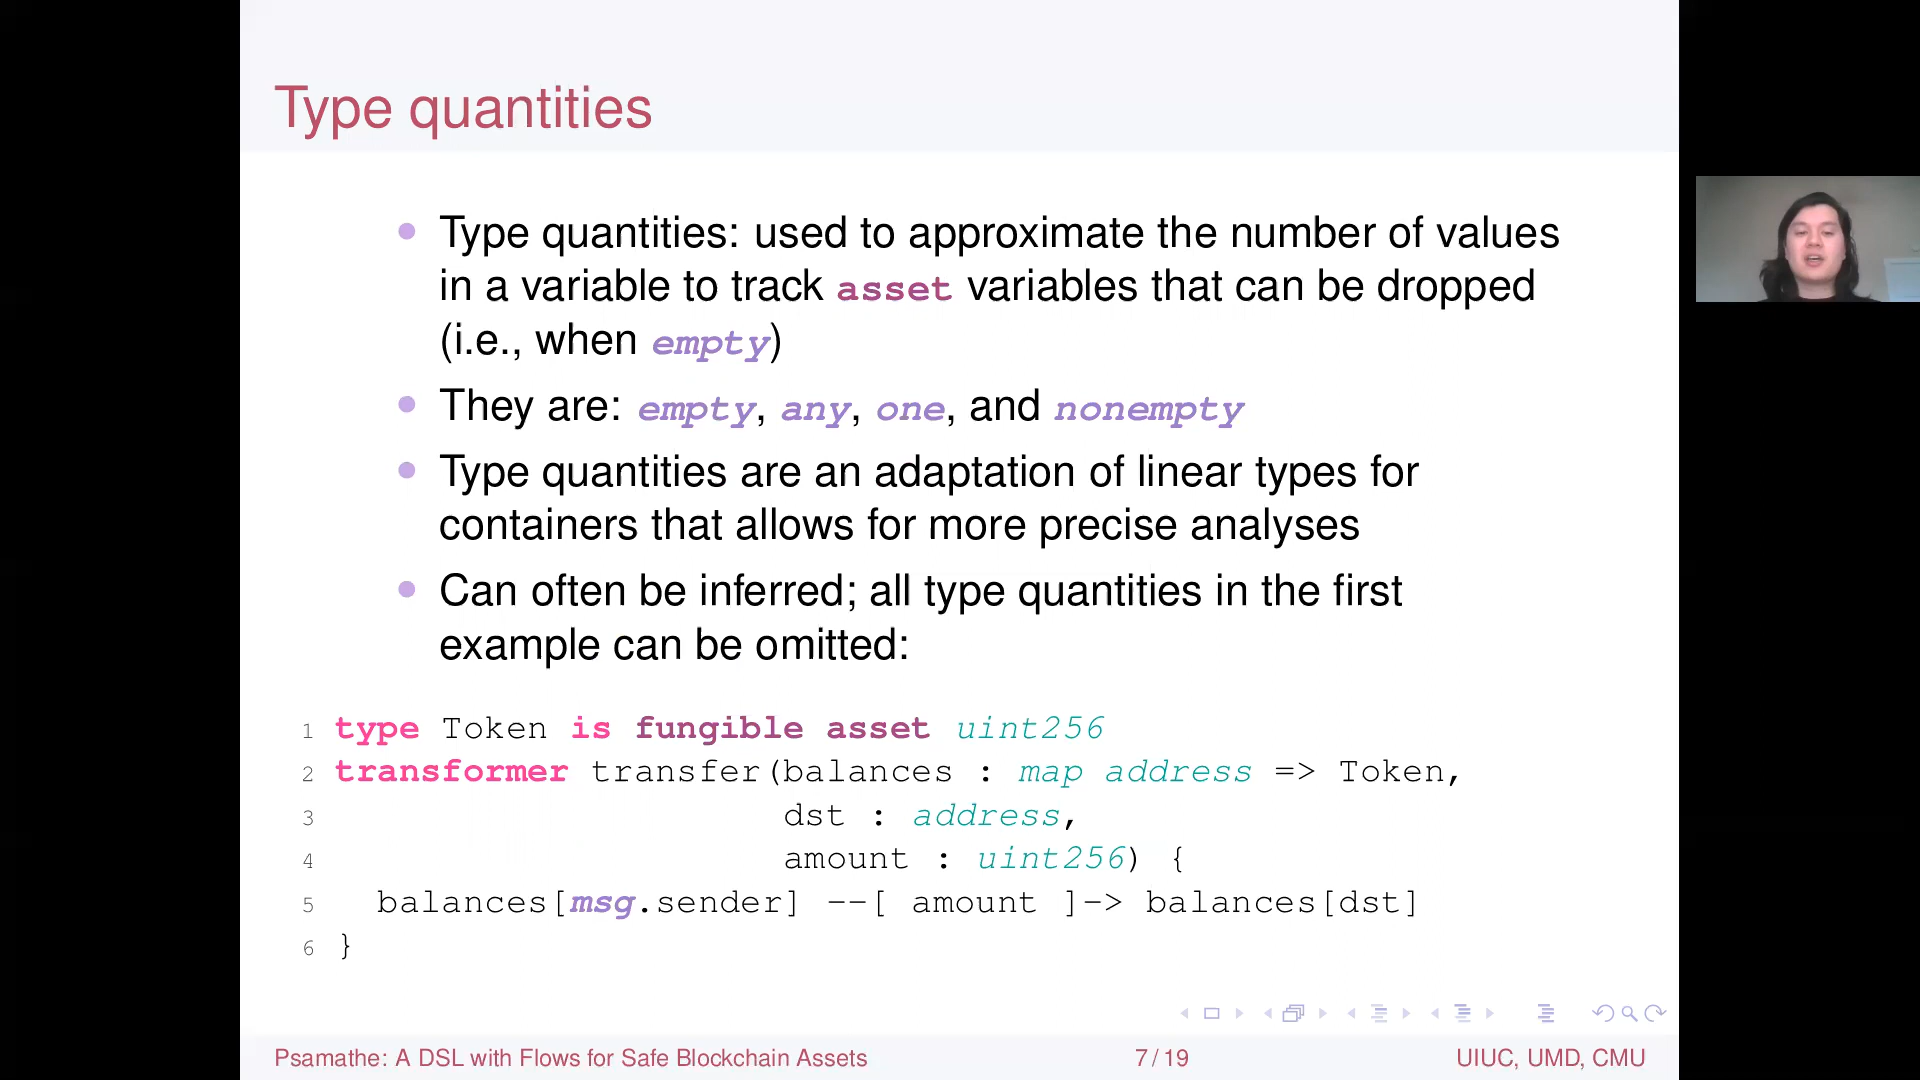 Type quantities
• Type quantities: used to approximate the number of values
in a variable to track asset variables that can be dropped
(i.e., when empty)
• They are: empty, any, one, and nonempty
• Type quantities are an adaptation of linear types for
containers that allows for more precise analyses
• Can often be inferred; all type quantities in the first
example can be omitted:
1 type Token is fungible asset uint256
2 transformer transfer(balances : map address => Token,
3 dst : address,
4 amount : uint256) {
5 balances[msg.sender] --[ amount ]-> balances[dst]
6 }
Psamathe: A DSL with Flows for Safe Blockchain Assets 7/19 UIUC, UMD, CMU